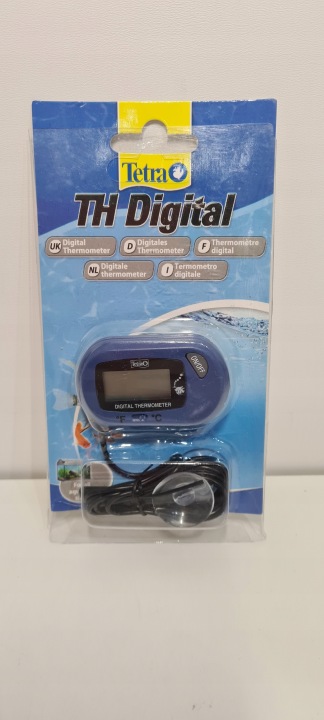 Tetra
TH Digital
UK Digital Thermometer
D Digitales Thermometer
F Thermomètre digital
NL Digitale thermometer
I Termometro digitale
Tetra
ON/OFF
DIGITAL THERMOMETER
°F °C